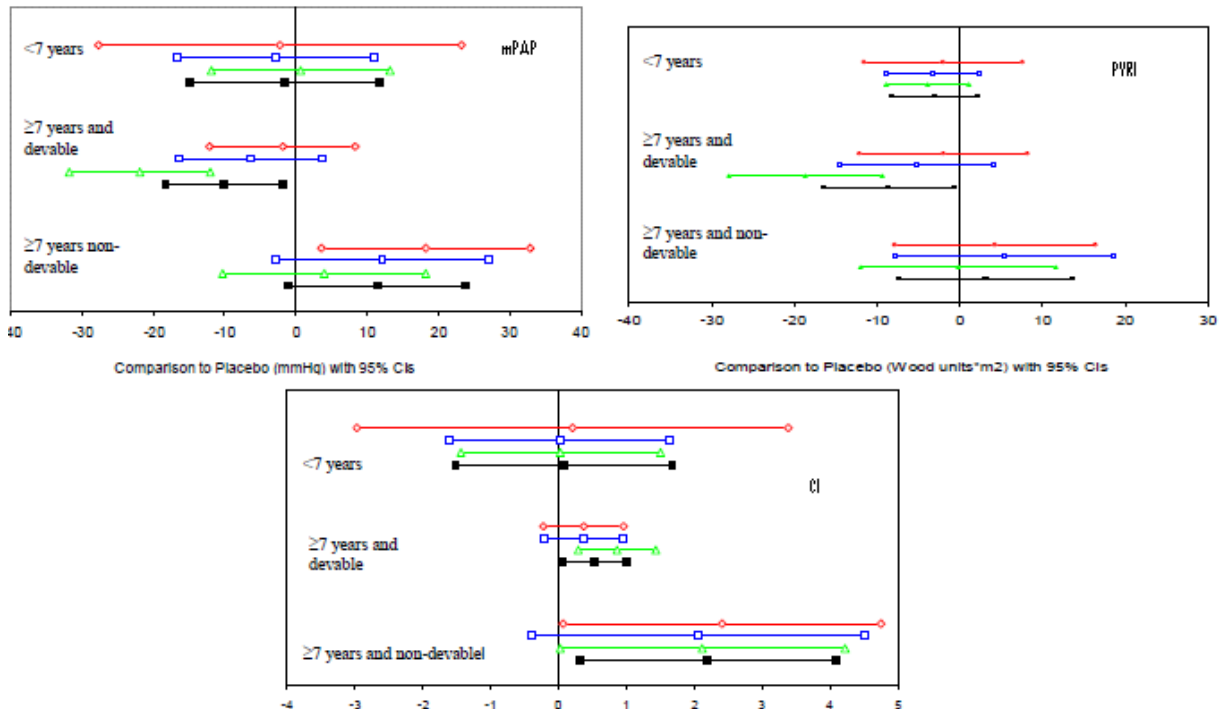 <7 years
mPAP
≥7 years and
devable
≥7 years non-
devable
-40 -30 -20 -10 0 10 20 30 40
Comparison to Placebo (mmHq) with 95% CIs
<7 years
PVRI
≥7 years and
devable
≥7 years and non-
devable
-40 -30 -20 -10 0 10 20 30
Comparison to Placebo (Wood units*m2) with 95% CIs
<7 years
CI
≥7 years and
devable
≥7 years and non-devable
-4 -3 -2 -1 0 1 2 3 4 5